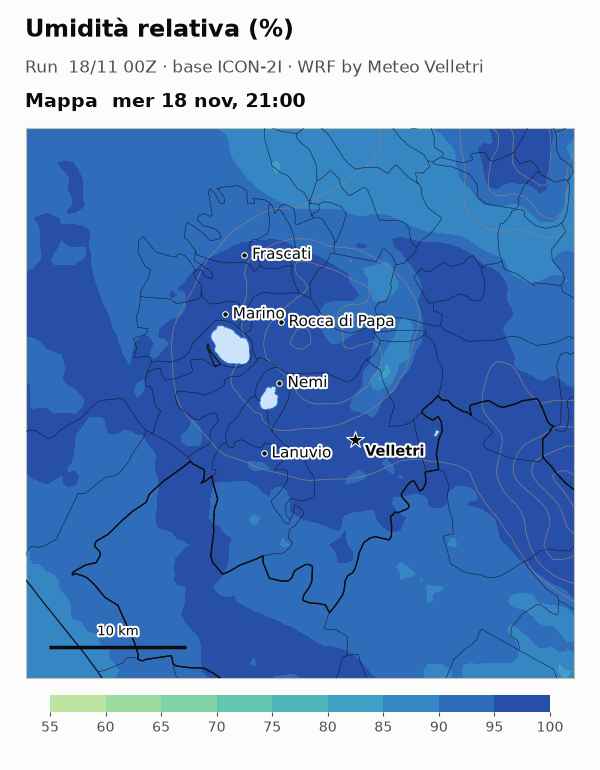 Umidità relativa (%)
Run  18/11 00Z · base ICON-2I · WRF by Meteo Velletri
Mappa  mer 18 nov, 21:00
Frascati
Marino
Rocca di Papa
Nemi
Velletri
Lanuvio
10 km
55 60 65 70 75 80 85 90 95 100